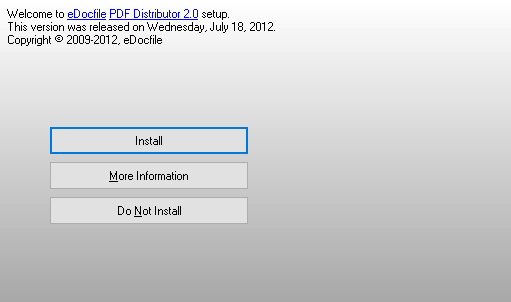 Welcome to eDocfile PDF Distributor 2.0 setup.
This version was released on Wednesday, July 18, 2012.
Copyright © 2009-2012, eDocfile
Install
More Information
Do Not Install